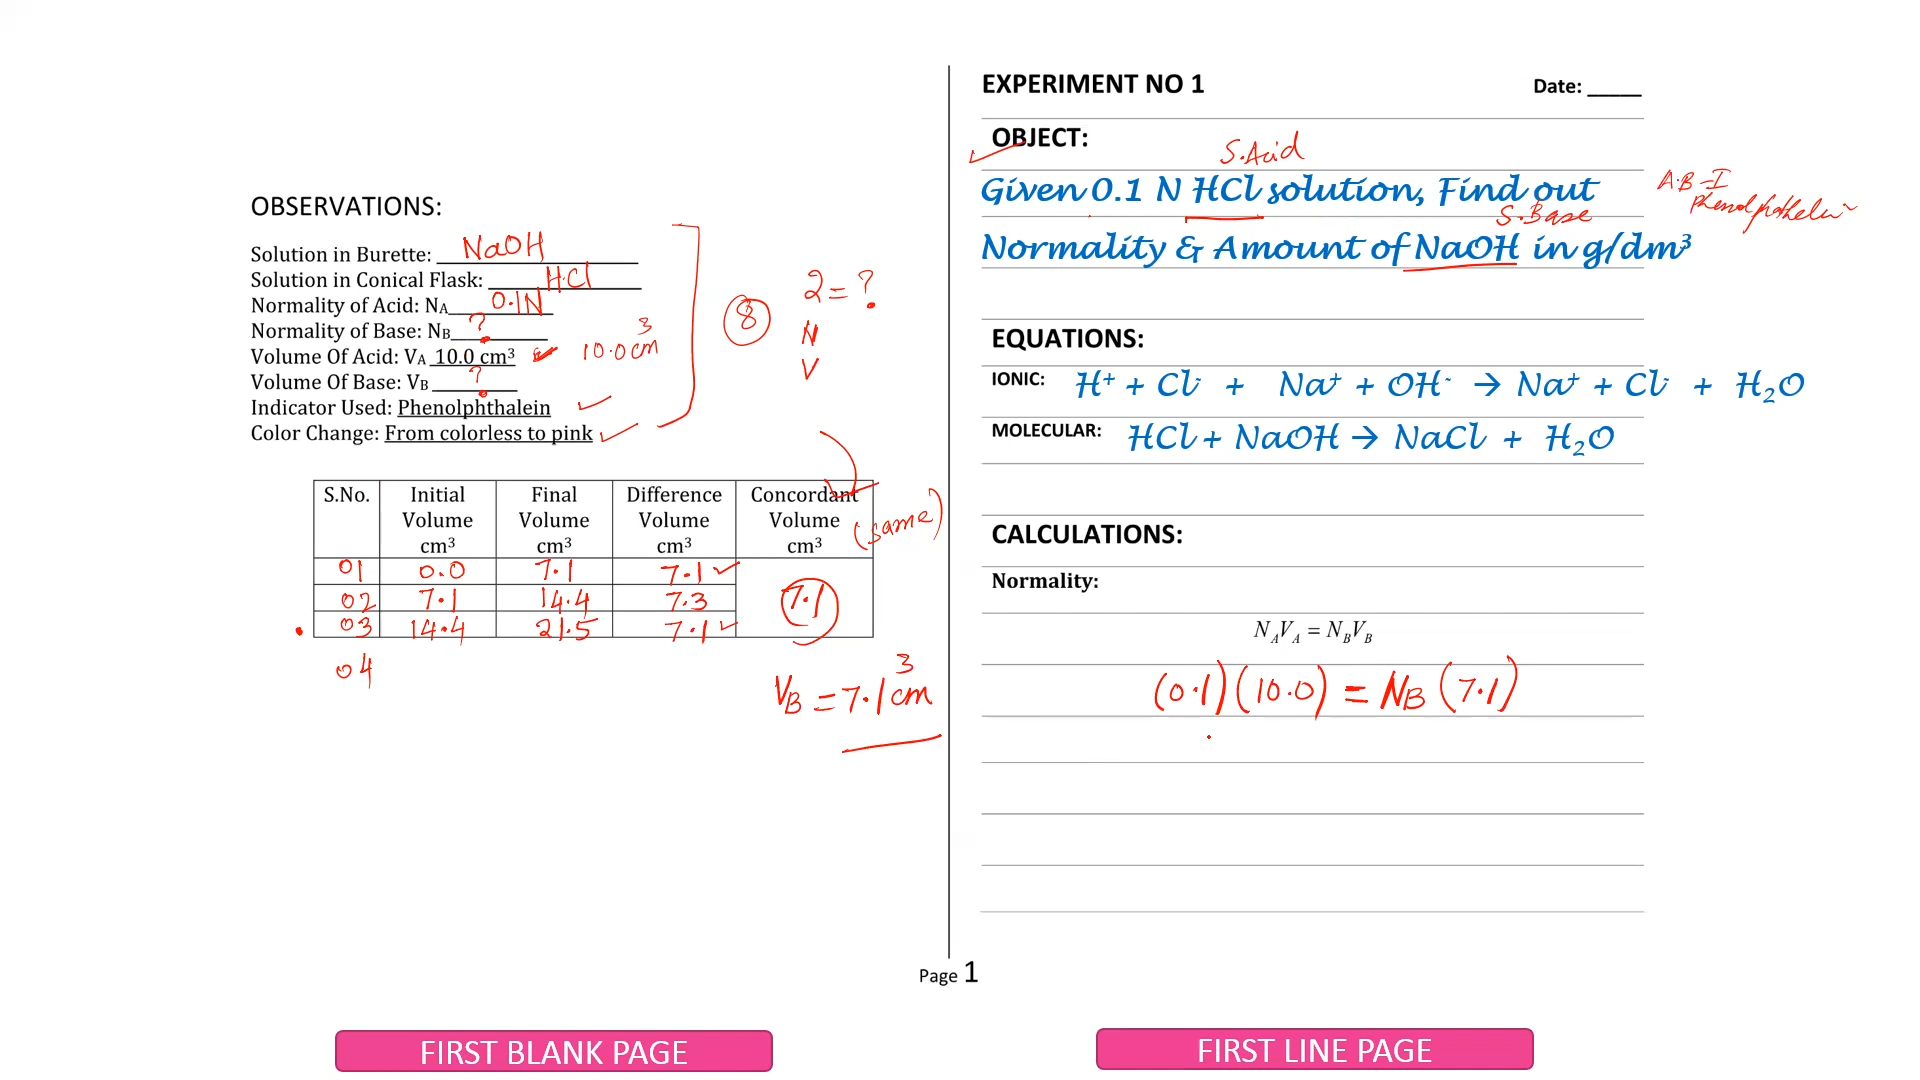 OBSERVATIONS:
Solution in Burette: NaOH
Solution in Conical Flask: HCl
Normality of Acid: NA 0.1N
Normality of Base: NB ?
Volume Of Acid: VA 10.0 cm³ 10.0 cm³
Volume Of Base: VB ?
Indicator Used: Phenolphthalein
Color Change: From colorless to pink
8
2 = ?
N
V
S.No. Initial Volume cm³ Final Volume cm³ Difference Volume cm³ Concordant Volume cm³
(same)
01 0.0 7.1 7.1 ✓
02 7.1 14.4 7.3 7.1
03 14.4 21.5 7.1 ✓
04
VB = 7.1 cm³
EXPERIMENT NO 1 Date: _____
OBJECT:
S.Acid
Given 0.1 N HCl solution, Find out
A.B = I
Phenolphthalein
S.Base
Normality & Amount of NaOH in g/dm³
EQUATIONS:
IONIC: H⁺ + Cl⁻ + Na⁺ + OH⁻ → Na⁺ + Cl⁻ + H₂O
MOLECULAR: HCl + NaOH → NaCl + H₂O
CALCULATIONS:
Normality:
NAVA = NBVB
(0.1)(10.0) = NB (7.1)
Page 1
FIRST BLANK PAGE
FIRST LINE PAGE